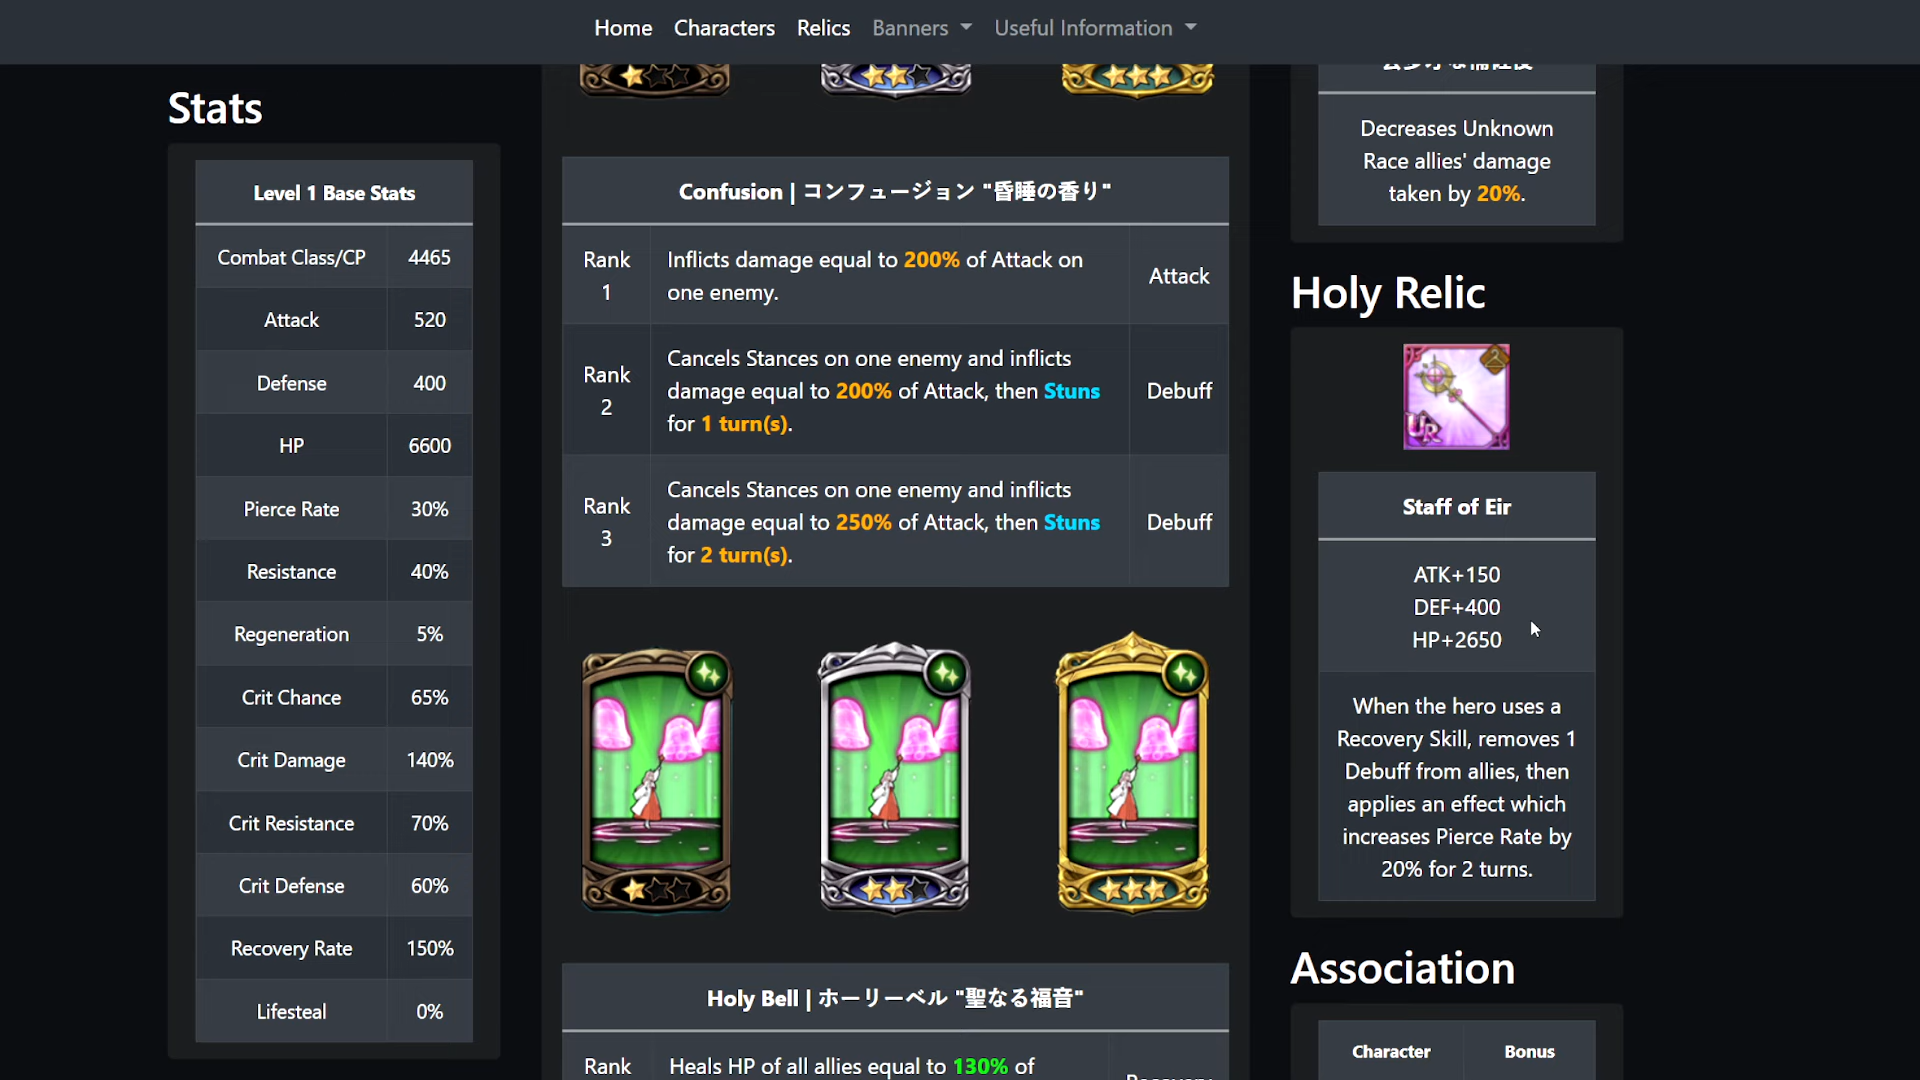 Home Characters Relics Banners Useful Information
Stats
Level 1 Base Stats
Combat Class/CP 4465
Attack 520
Defense 400
HP 6600
Pierce Rate 30%
Resistance 40%
Regeneration 5%
Crit Chance 65%
Crit Damage 140%
Crit Resistance 70%
Crit Defense 60%
Recovery Rate 150%
Lifesteal 0%
Confusion | コンフュージョン "昏睡の香り"
Rank 1
Inflicts damage equal to 200% of Attack on
one enemy.
Attack
Rank 2
Cancels Stances on one enemy and inflicts
damage equal to 200% of Attack, then Stuns
for 1 turn(s).
Debuff
Rank 3
Cancels Stances on one enemy and inflicts
damage equal to 250% of Attack, then Stuns
for 2 turn(s).
Debuff
Holy Bell | ホーリーベル "聖なる福音"
Rank
Heals HP of all allies equal to 130% of
Decreases Unknown
Race allies' damage
taken by 20%.
Holy Relic
UR
Staff of Eir
ATK+150
DEF+400
HP+2650
When the hero uses a
Recovery Skill, removes 1
Debuff from allies, then
applies an effect which
increases Pierce Rate by
20% for 2 turns.
Association
Character Bonus